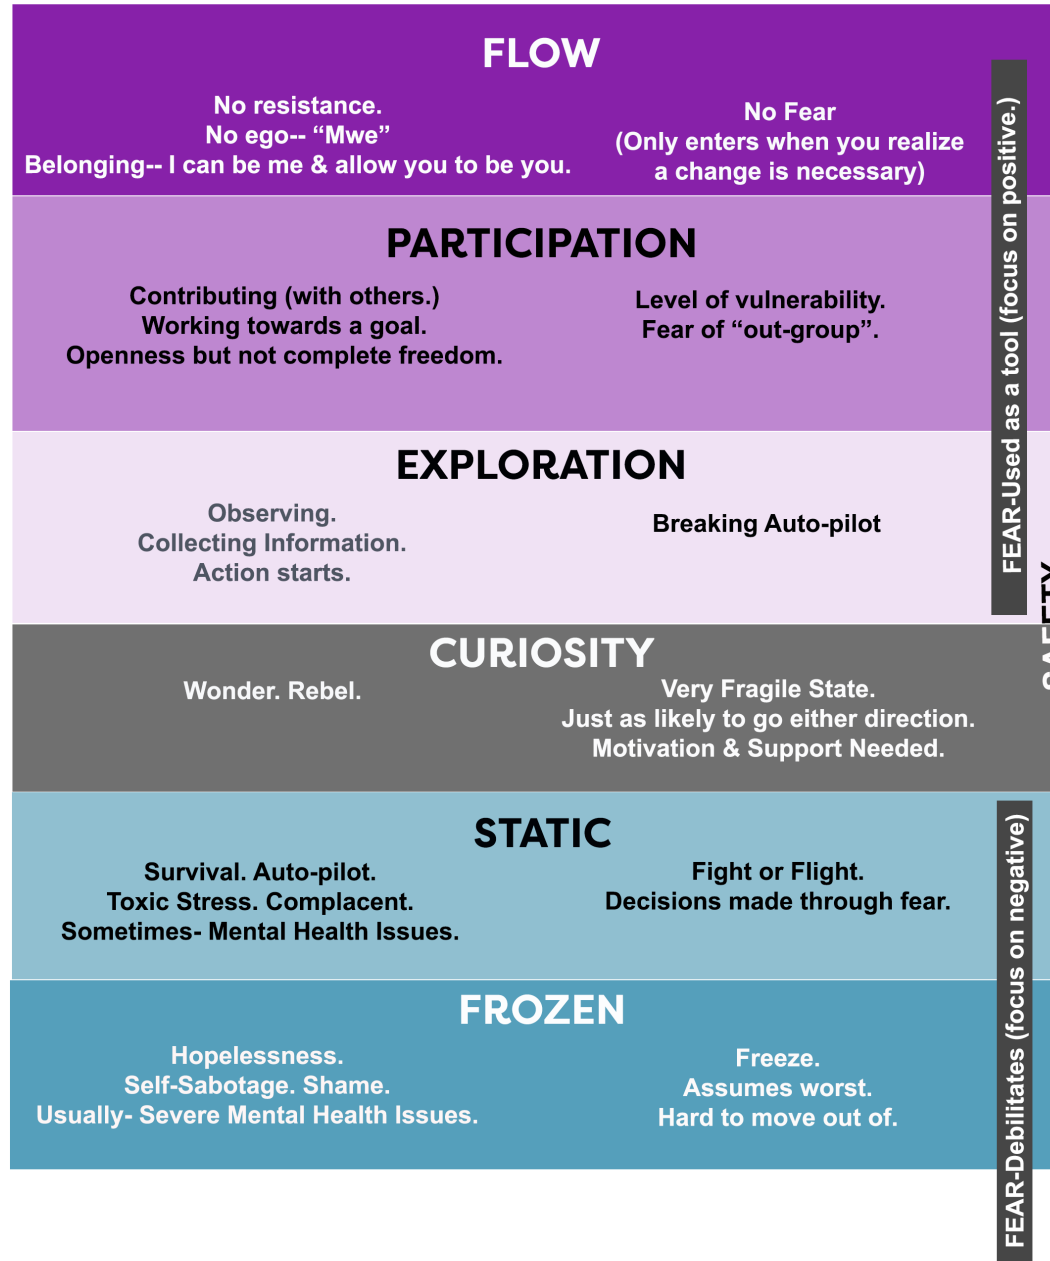 FLOW
No resistance.
No ego-- “Mwe”
Belonging-- I can be me & allow you to be you.
No Fear
(Only enters when you realize
a change is necessary)
PARTICIPATION
Contributing (with others.)
Working towards a goal.
Openness but not complete freedom.
Level of vulnerability.
Fear of “out-group”.
EXPLORATION
Observing.
Collecting Information.
Action starts.
Breaking Auto-pilot
FEAR-Used as a tool (focus on positive.)
CURIOSITY
Wonder. Rebel.
Very Fragile State.
Just as likely to go either direction.
Motivation & Support Needed.
STATIC
Survival. Auto-pilot.
Toxic Stress. Complacent.
Sometimes- Mental Health Issues.
Fight or Flight.
Decisions made through fear.
FROZEN
Hopelessness.
Self-Sabotage. Shame.
Usually- Severe Mental Health Issues.
Freeze.
Assumes worst.
Hard to move out of.
FEAR-Debilitates (focus on negative)